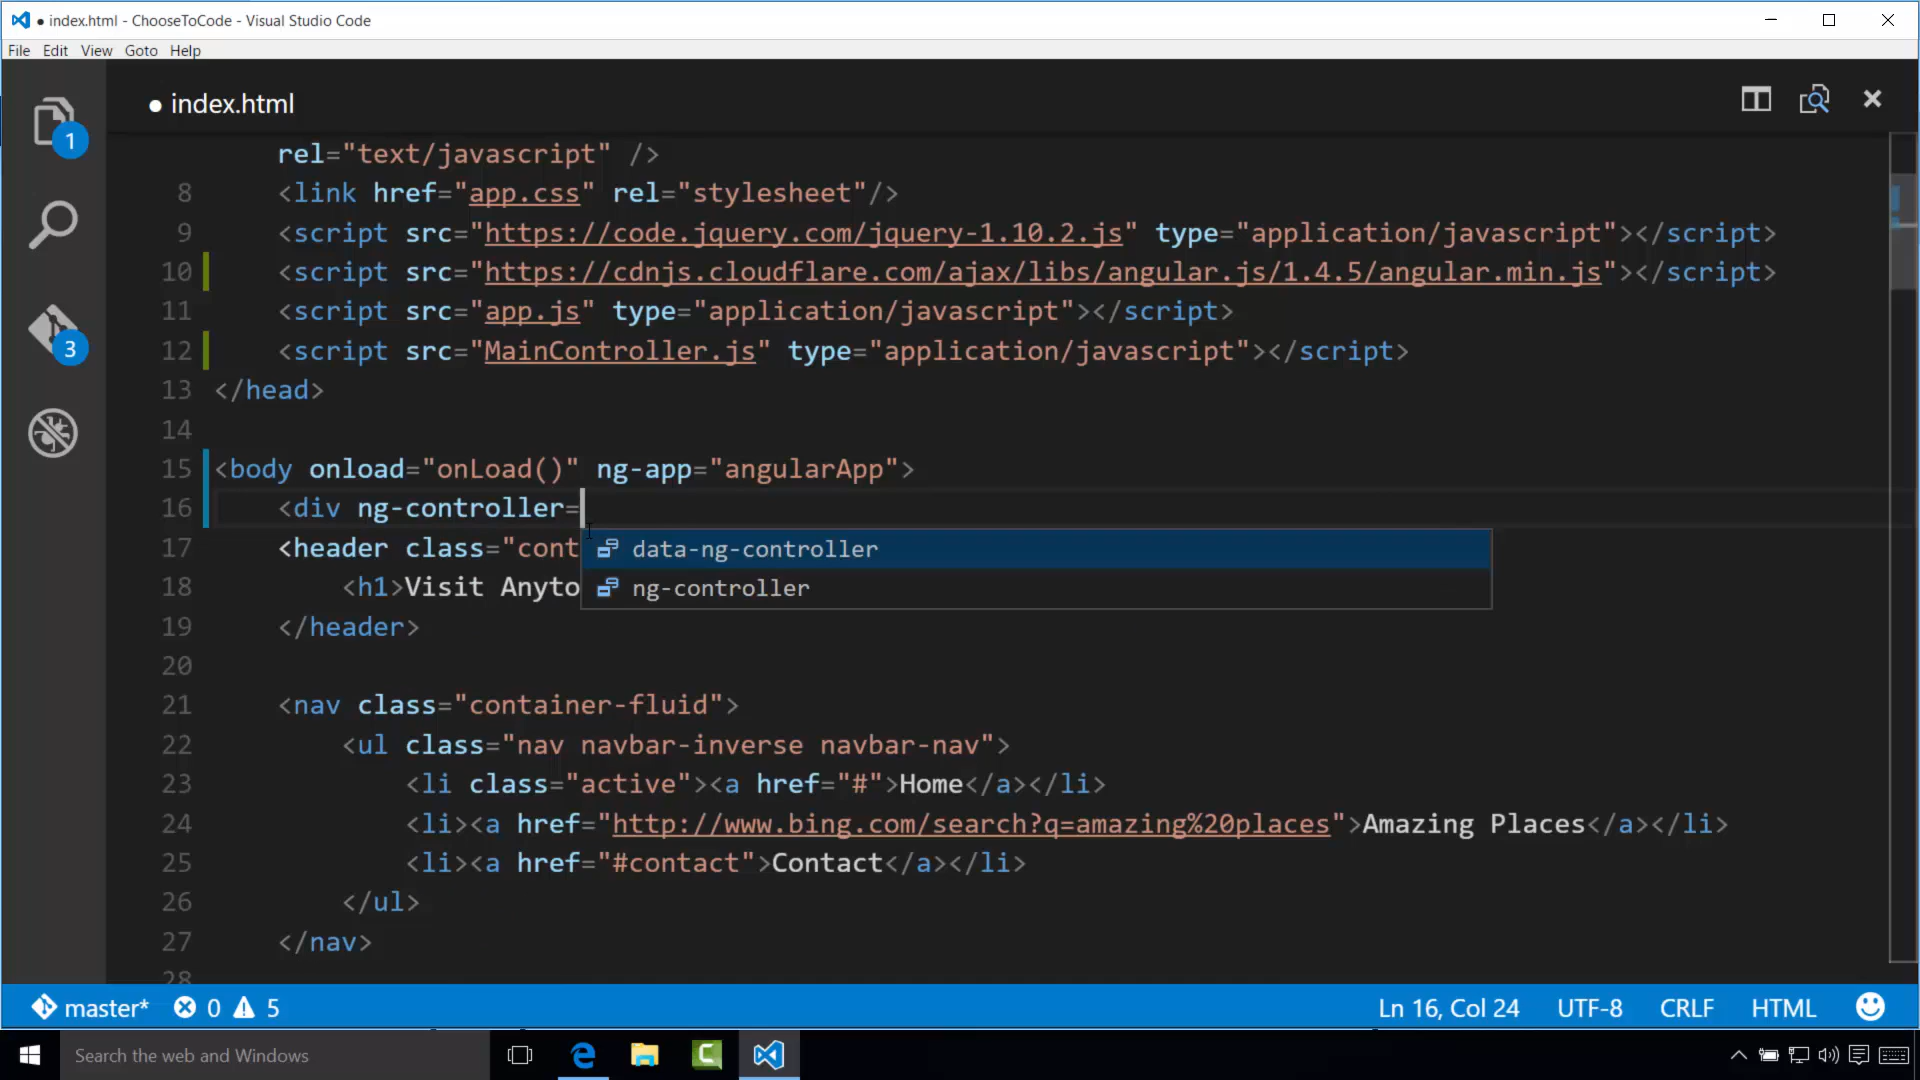 ● index.html - ChooseToCode - Visual Studio Code
File Edit View Goto Help
● index.html
1
3
rel="text/javascript" />
8 <link href="app.css" rel="stylesheet"/>
9 <script src="https://code.jquery.com/jquery-1.10.2.js" type="application/javascript"></script>
10 <script src="https://cdnjs.cloudflare.com/ajax/libs/angular.js/1.4.5/angular.min.js"></script>
11 <script src="app.js" type="application/javascript"></script>
12 <script src="MainController.js" type="application/javascript"></script>
13 </head>
14
15 <body onload="onLoad()" ng-app="angularApp">
16 <div ng-controller=
17 <header class="cont
data-ng-controller
18 <h1>Visit Anyto
ng-controller
19 </header>
20
21 <nav class="container-fluid">
22 <ul class="nav navbar-inverse navbar-nav">
23 <li class="active"><a href="#">Home</a></li>
24 <li><a href="http://www.bing.com/search?q=amazing%20places">Amazing Places</a></li>
25 <li><a href="#contact">Contact</a></li>
26 </ul>
27 </nav>
28
master* 0 5 Ln 16, Col 24 UTF-8 CRLF HTML
Search the web and Windows